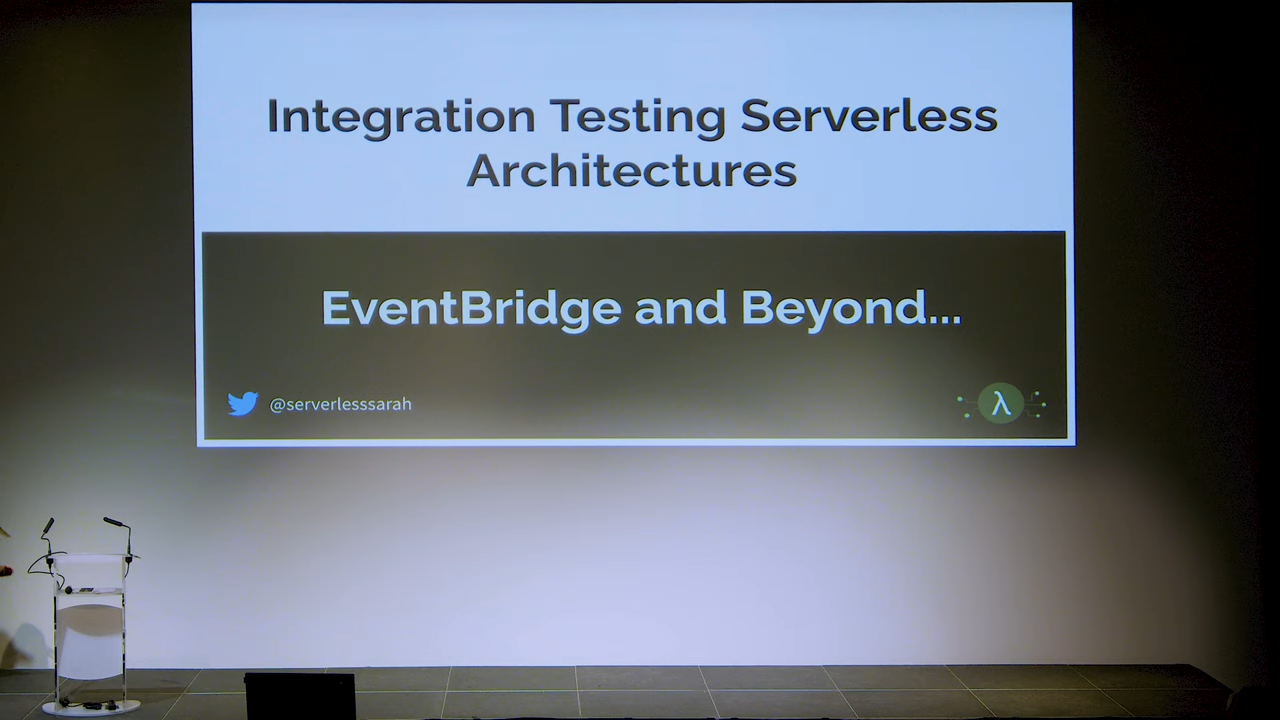 Integration Testing Serverless
Architectures
EventBridge and Beyond...
@serverlesssarah
λ